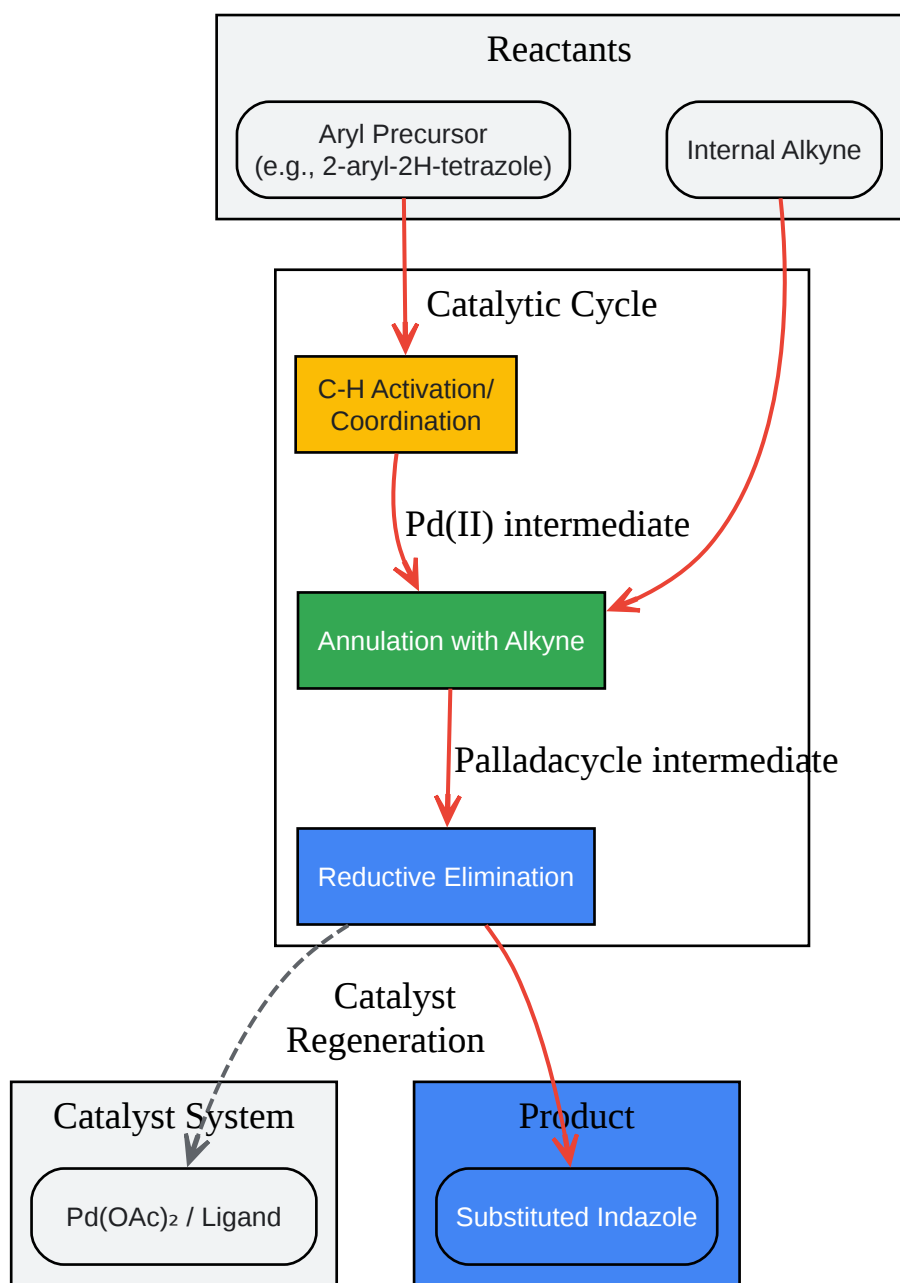 Reactants
Aryl Precursor
(e.g., 2-aryl-2H-tetrazole)
Internal Alkyne
Catalytic Cycle
C-H Activation/
Coordination
Pd(II) intermediate
Annulation with Alkyne
Palladacycle intermediate
Reductive Elimination
Catalyst
Regeneration
Catalyst System
Pd(OAc)₂ / Ligand
Product
Substituted Indazole